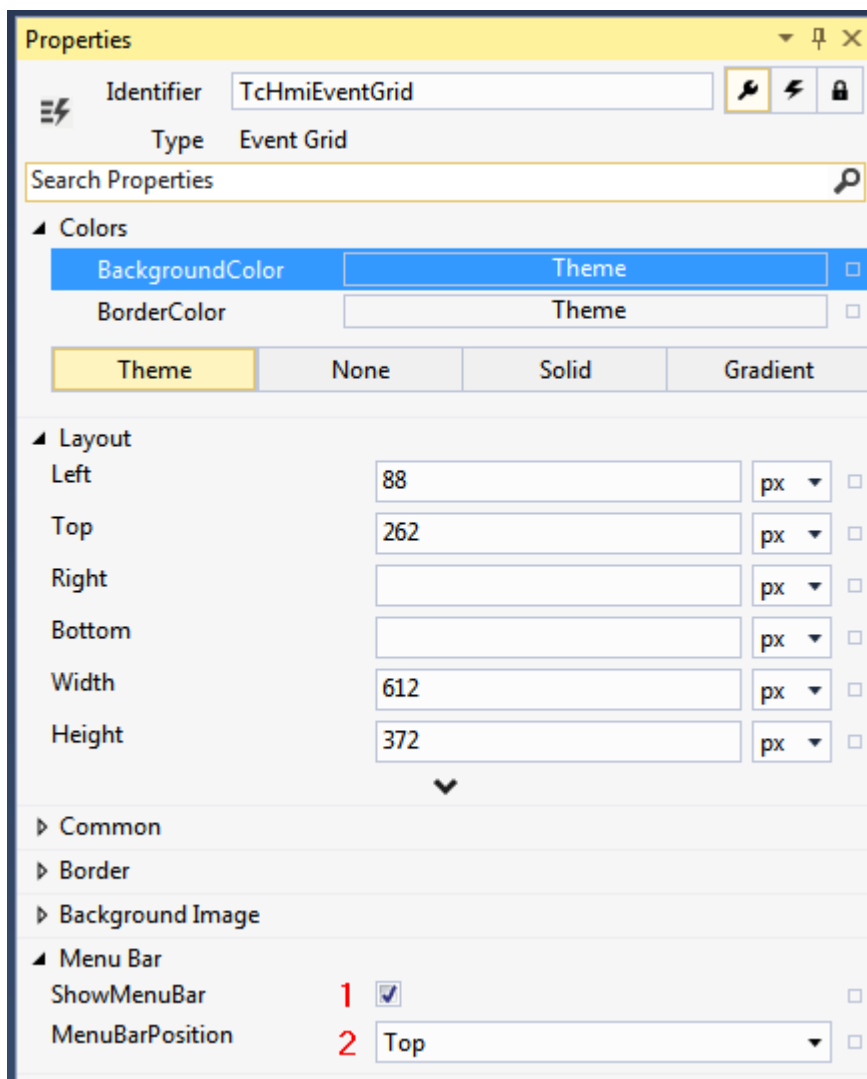 Properties
Identifier TcHmiEventGrid
Type Event Grid
Search Properties
Colors
BackgroundColor Theme
BorderColor Theme
Theme None Solid Gradient
Layout
Left 88 px
Top 262 px
Right px
Bottom px
Width 612 px
Height 372 px
Common
Border
Background Image
Menu Bar
ShowMenuBar 1
MenuBarPosition 2 Top